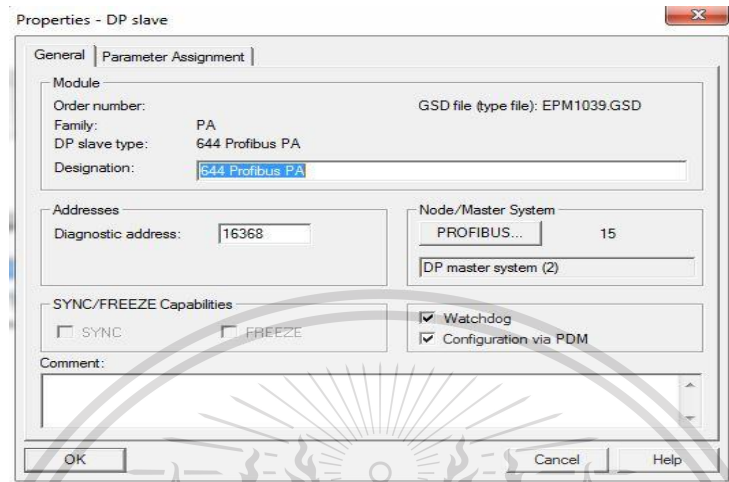 Properties - DP slave
General
Parameter Assignment
Module
Order number:
GSD file (type file): EPM1039.GSD
Family:
PA
DP slave type:
644 Profibus PA
Designation:
644 Profibus PA
Addresses
Diagnostic address:
16368
Node/Master System
PROFIBUS...
15
DP master system (2)
SYNC/FREEZE Capabilities
SYNC
FREEZE
Watchdog
Configuration via PDM
Comment:
OK
Cancel
Help